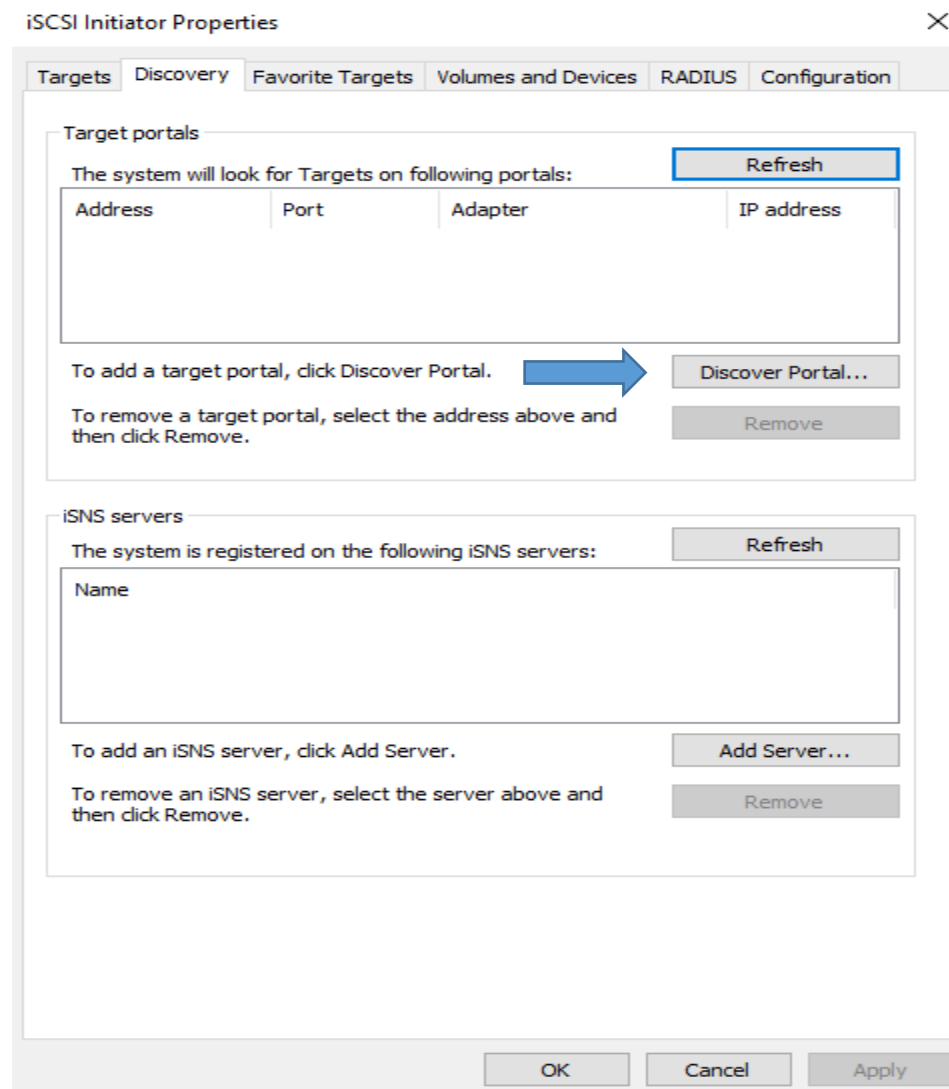 iSCSI Initiator Properties
Targets Discovery Favorite Targets Volumes and Devices RADIUS Configuration
Target portals
The system will look for Targets on following portals:
Refresh
Address Port Adapter IP address
To add a target portal, click Discover Portal.
Discover Portal...
To remove a target portal, select the address above and
then click Remove.
Remove
iSNS servers
The system is registered on the following iSNS servers:
Refresh
Name
To add an iSNS server, click Add Server.
Add Server...
To remove an iSNS server, select the server above and
then click Remove.
Remove
OK Cancel Apply